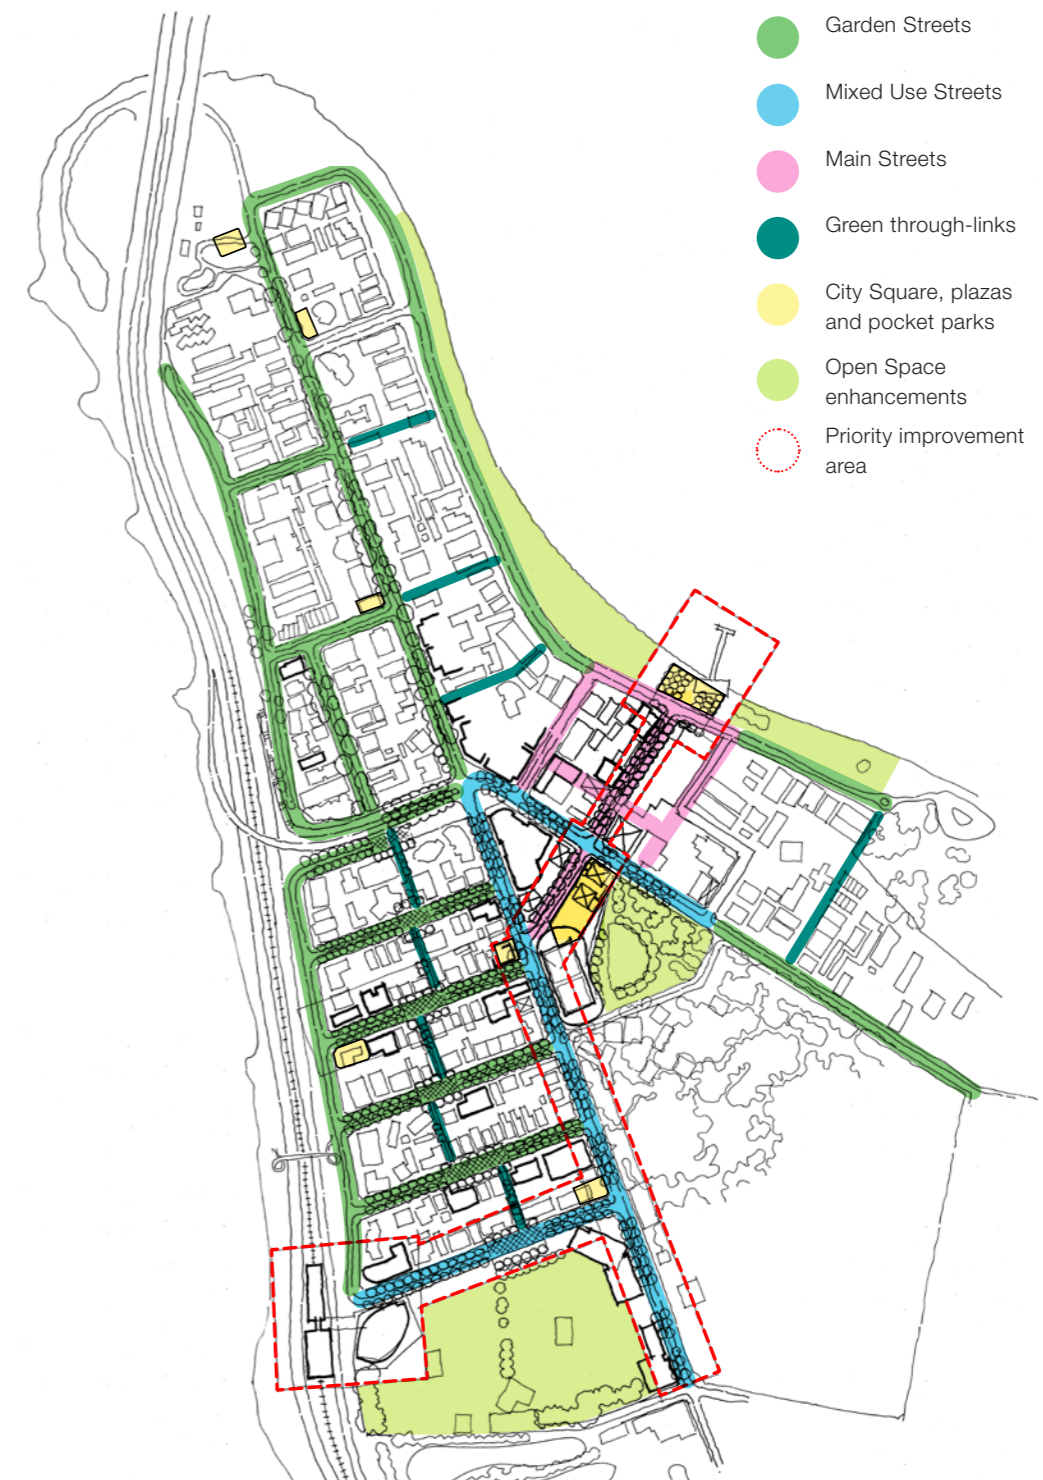 Garden Streets
Mixed Use Streets
Main Streets
Green through-links
City Square, plazas
and pocket parks
Open Space
enhancements
Priority improvement
area